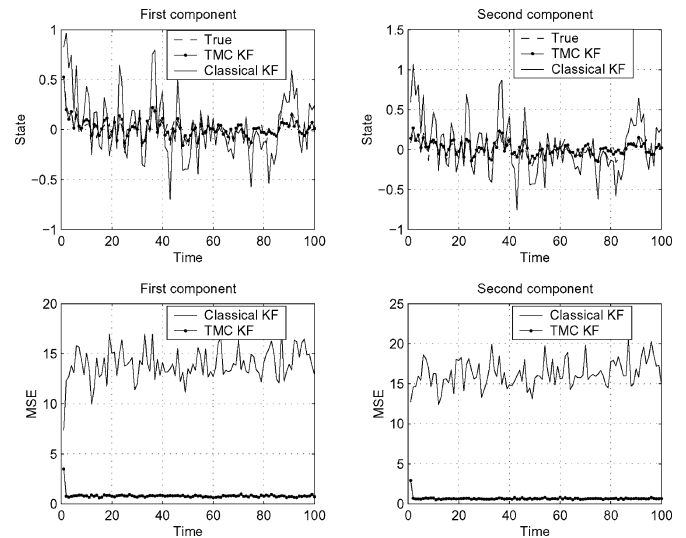 First component
1
0.5
0
−0.5
−1
State
True
TMC KF
Classical KF
0 20 40 60 80 100
Time
Second component
1.5
1
0.5
0
−0.5
−1
State
True
TMC KF
Classical KF
0 20 40 60 80 100
Time
First component
20
15
10
5
0
MSE
Classical KF
TMC KF
0 20 40 60 80 100
Time
Second component
25
20
15
10
5
0
MSE
Classical KF
TMC KF
0 20 40 60 80 100
Time